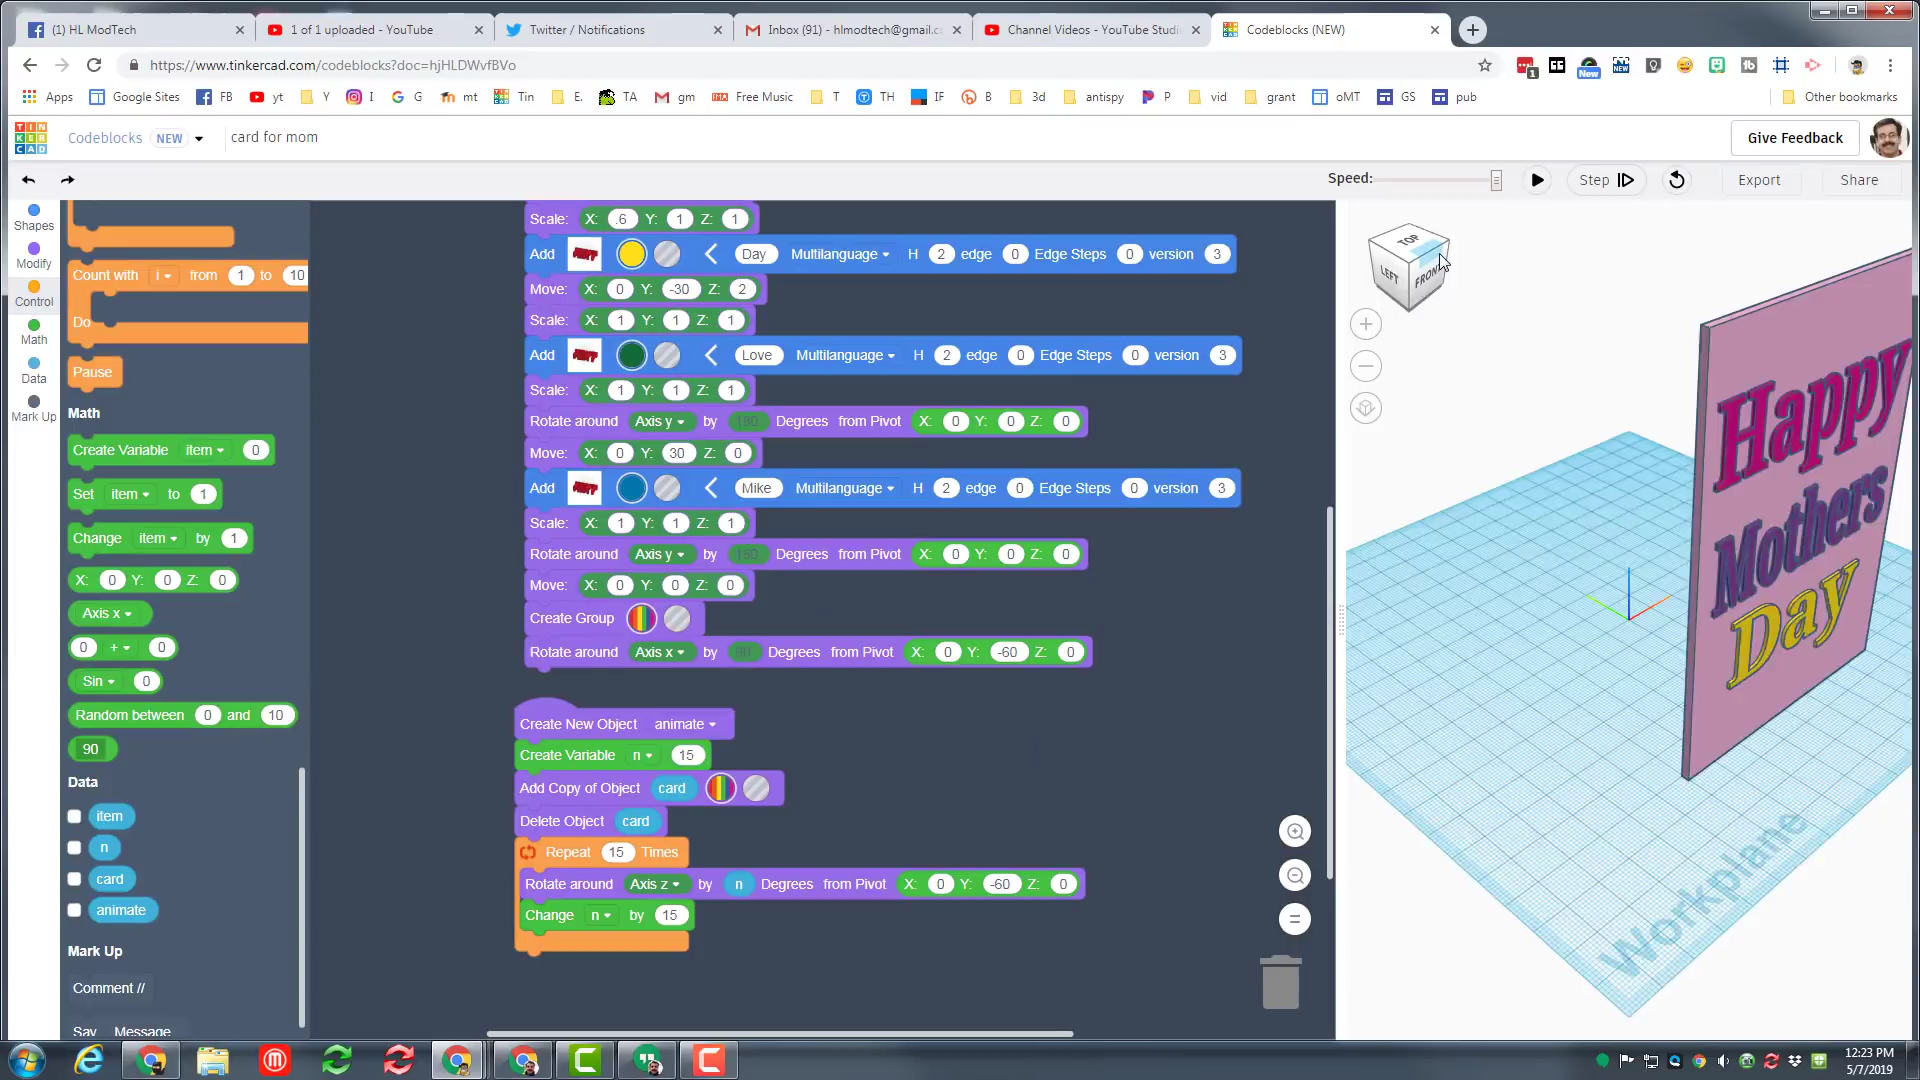 (1) HL ModTech
1 of 1 uploaded - YouTube
Twitter / Notifications
Inbox (91) - hlmodtech@gmail.c
Channel Videos - YouTube Studi
Codeblocks (NEW)
https://www.tinkercad.com/codeblocks?doc=hjHLDWvfBVo
Apps Google Sites FB yt Y I G mt Tin E. TA gm Free Music T TH IF B 3d antispy P vid grant oMT GS pub Other bookmarks
TINKERCAD
Codeblocks NEW card for mom Give Feedback
Speed: Step Export Share
Shapes
Modify
Control
Math
Data
Mark Up
Count with i from 1 to 10
Do
Pause
Math
Create Variable item 0
Set item to 1
Change item by 1
X: 0 Y: 0 Z: 0
Axis x
0 + 0
Sin 0
Random between 0 and 10
90
Data
item
n
card
animate
Mark Up
Comment //
Say Message
Scale: X: .6 Y: 1 Z: 1
Add Day Multilanguage H 2 edge 0 Edge Steps 0 version 3
Move: X: 0 Y: -30 Z: 2
Scale: X: 1 Y: 1 Z: 1
Add Love Multilanguage H 2 edge 0 Edge Steps 0 version 3
Scale: X: 1 Y: 1 Z: 1
Rotate around Axis y by 180 Degrees from Pivot X: 0 Y: 0 Z: 0
Move: X: 0 Y: 30 Z: 0
Add Mike Multilanguage H 2 edge 0 Edge Steps 0 version 3
Scale: X: 1 Y: 1 Z: 1
Rotate around Axis y by 180 Degrees from Pivot X: 0 Y: 0 Z: 0
Move: X: 0 Y: 0 Z: 0
Create Group
Rotate around Axis x by 90 Degrees from Pivot X: 0 Y: -60 Z: 0
Create New Object animate
Create Variable n 15
Add Copy of Object card
Delete Object card
Repeat 15 Times
Rotate around Axis z by n Degrees from Pivot X: 0 Y: -60 Z: 0
Change n by 15
TOP
LEFT FRONT
Happy
Mothers
Day
Workplane
12:23 PM
5/7/2019